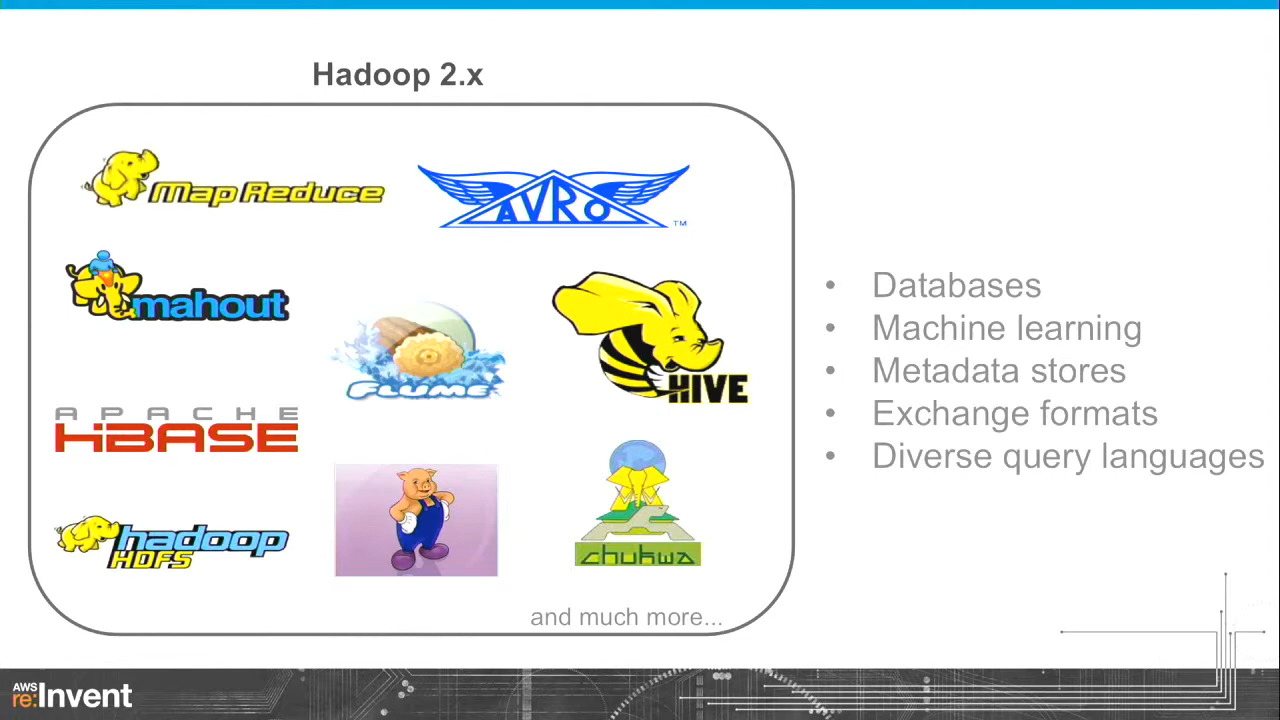 Hadoop 2.x
Map Reduce
AVRO
TM
mahout
FLUME
HIVE
APACHE
HBASE
hadoop
HDFS
chukwa
and much more...
• Databases
• Machine learning
• Metadata stores
• Exchange formats
• Diverse query languages
AWS
re:Invent